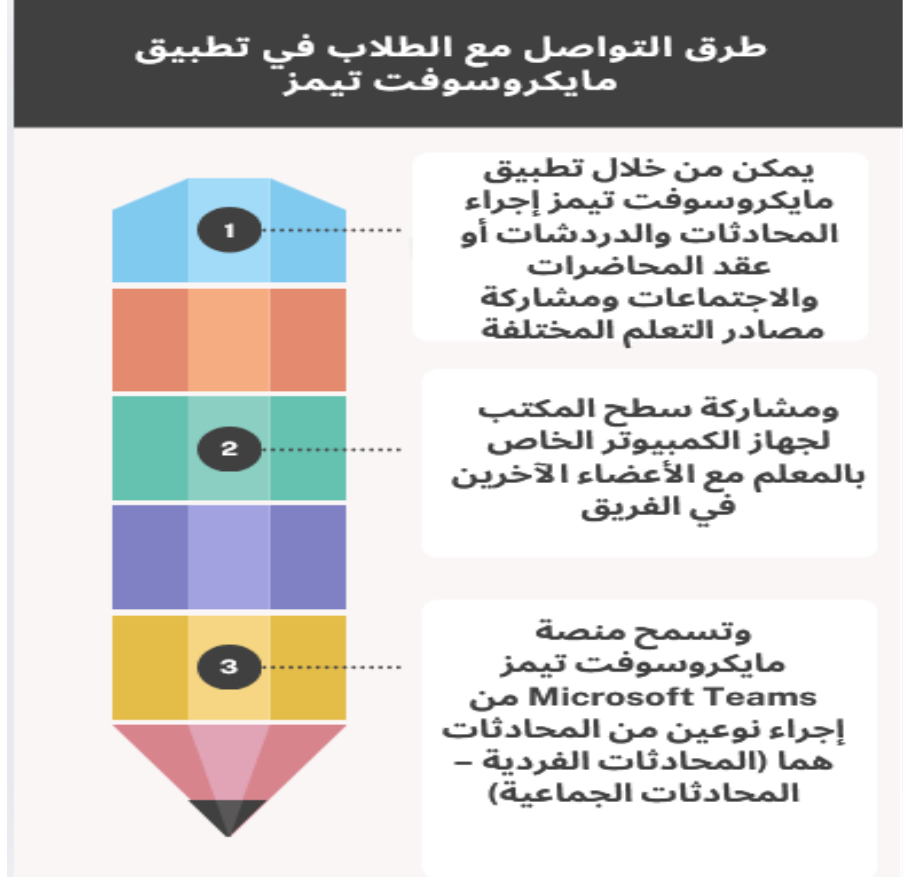 طرق التواصل مع الطلاب في تطبيق
مايكروسوفت تيمز
1
يمكن من خلال تطبيق
مايكروسوفت تيمز إجراء
المحادثات والدردشات أو
عقد المحاضرات
والاجتماعات ومشاركة
مصادر التعلم المختلفة
2
ومشاركة سطح المكتب
لجهاز الكمبيوتر الخاص
بالمعلم مع الأعضاء الآخرين
في الفريق
3
وتسمح منصة
مايكروسوفت تيمز
Microsoft Teams من
إجراء نوعين من المحادثات
هما (المحادثات الفردية –
المحادثات الجماعية)